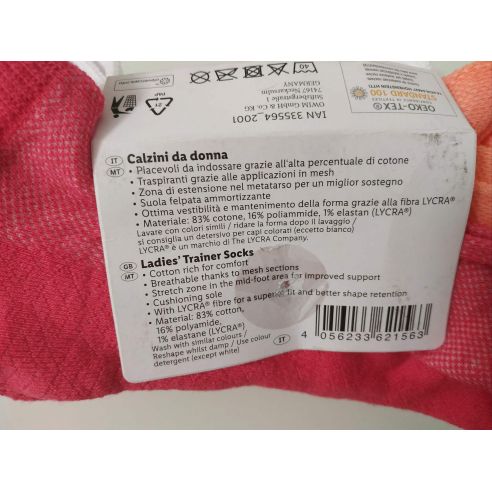 40
IAN 335564_2001
OWIM GmbH & Co. KG
Stiftsbergstraße 1
74167 Neckarsulm
GERMANY
OEKO-TEX®
STANDARD 100
21
PAP
IT
MT
Calzini da donna
• Piacevoli da indossare grazie all'alta percentuale di cotone
• Traspiranti grazie alle applicazioni in mesh
• Zona di estensione nel metatarso per un miglior sostegno
• Suola felpata ammortizzante
• Ottima vestibilità e mantenimento della forma grazie alla fibra LYCRA®
• Materiale: 83% cotone, 16% poliammide, 1% elastan (LYCRA®)
Lavare con colori simili / ridare la forma dopo il lavaggio /
si consiglia un detersivo per capi colorati (eccetto bianco)
LYCRA® è un marchio di The LYCRA Company.
GB
MT
Ladies' Trainer Socks
• Cotton rich for comfort
• Breathable thanks to mesh sections
• Stretch zone in the mid-foot area for improved support
• Cushioning sole
• With LYCRA® fibre for a superior fit and better shape retention
• Material: 83% cotton,
16% polyamide,
1% elastane (LYCRA®)
Wash with similar colours /
Reshape whilst damp / Use colour
detergent (except white)
IT
4 056233 621563